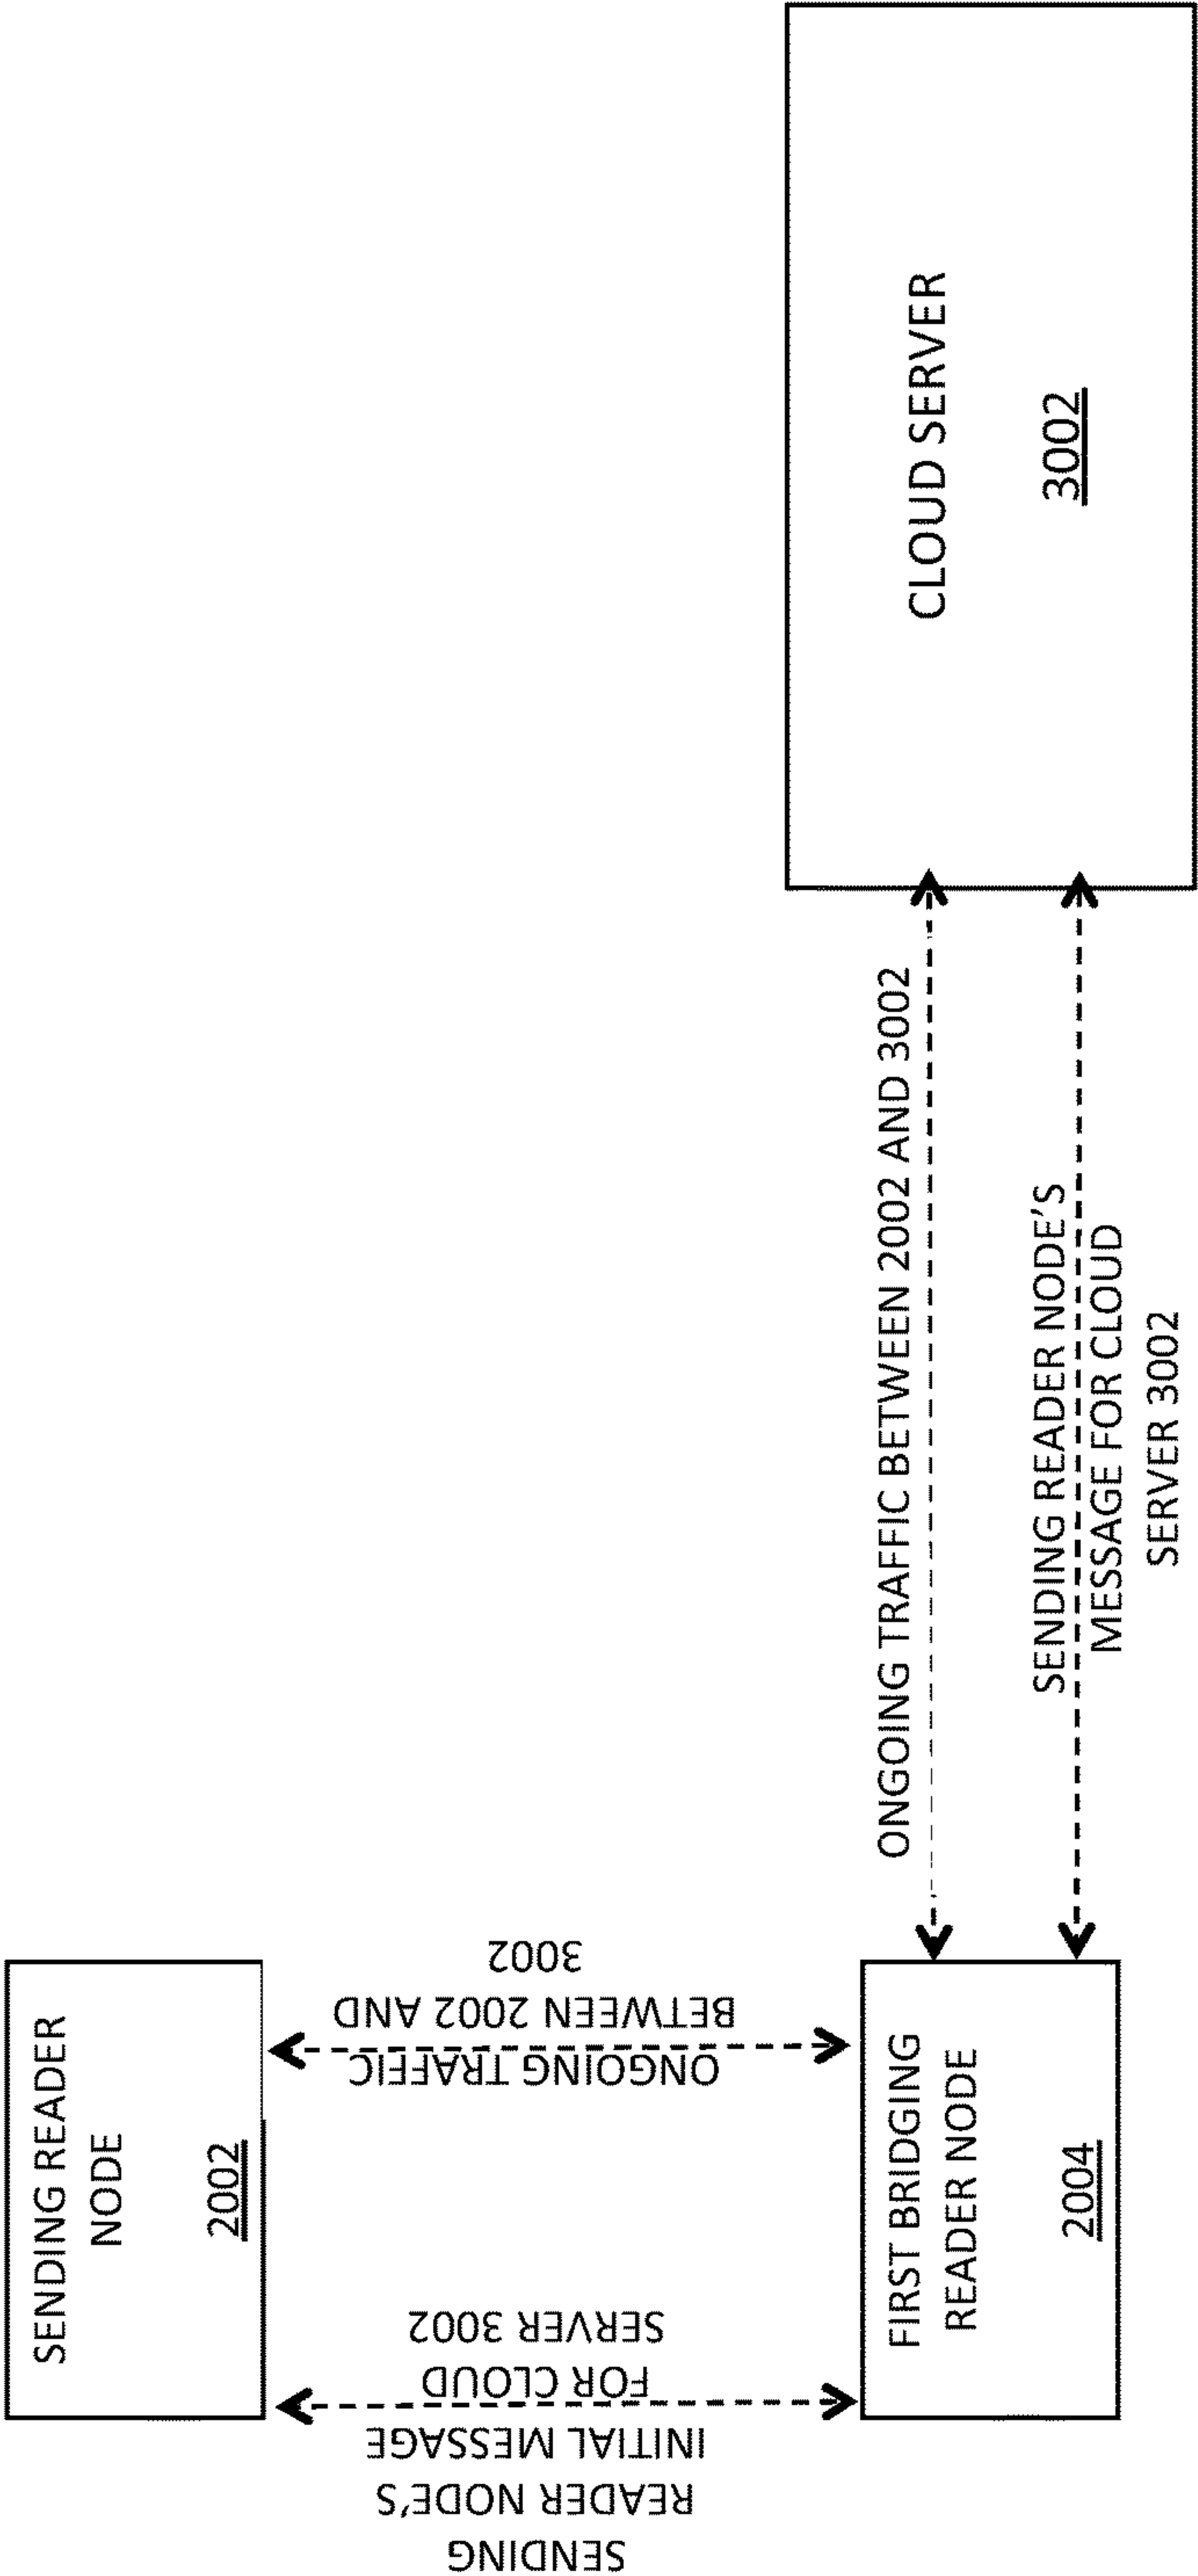 SENDING READER
NODE
2002
SENDING
READER NODE'S
INITIAL MESSAGE
FOR CLOUD
SERVER 3002
ONGOING TRAFFIC
BETWEEN 2002 AND
3002
FIRST BRIDGING
READER NODE
2004
ONGOING TRAFFIC BETWEEN 2002 AND 3002
SENDING READER NODE'S
MESSAGE FOR CLOUD
SERVER 3002
CLOUD SERVER
3002